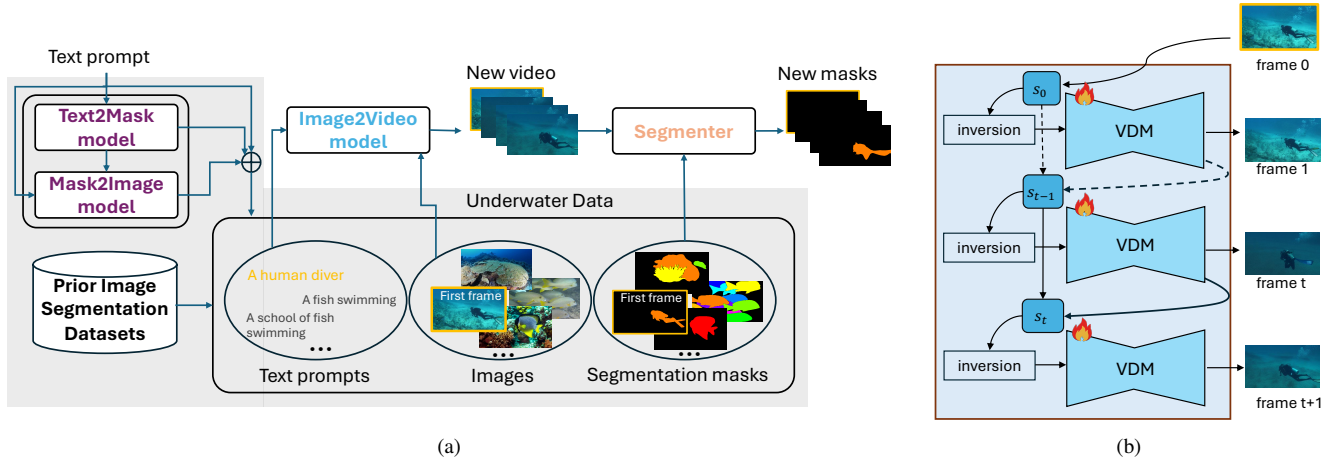 Text prompt
Text2Mask
model
Mask2Image
model
Prior Image
Segmentation
Datasets
Image2Video
model
New video
Segmenter
New masks
Underwater Data
A human diver
A fish swimming
A school of fish
swimming
...
Text prompts
First frame
...
Images
First frame
...
Segmentation masks
(a)
frame 0
s₀
inversion
VDM
frame 1
sₜ₋₁
inversion
VDM
frame t
sₜ
inversion
VDM
frame t+1
(b)